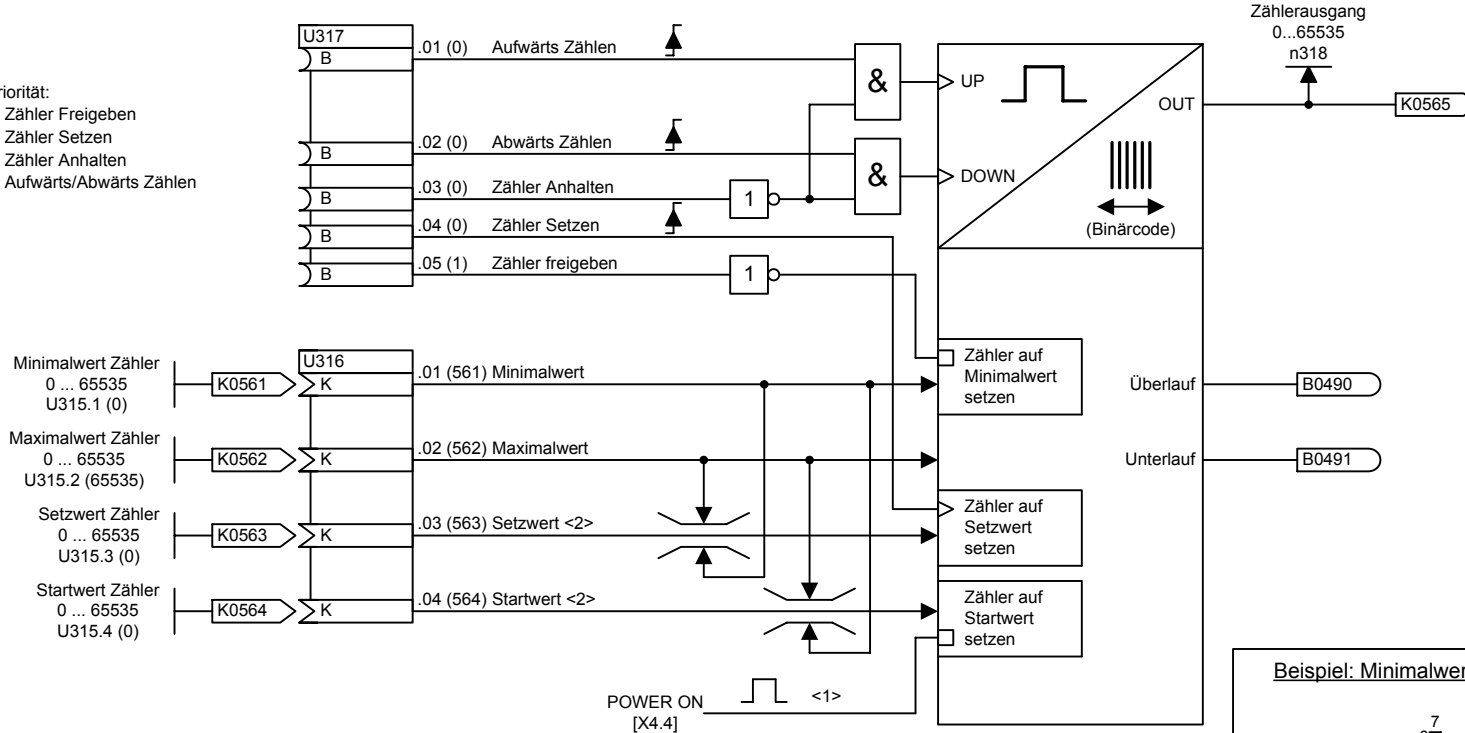 Zählerausgang
0...65535
n318
U317
B
.01 (0) Aufwärts Zählen
&
UP
OUT
K0565
Zähler Freigeben
Zähler Setzen
Zähler Anhalten
Aufwärts/Abwärts Zählen
B
.02 (0) Abwärts Zählen
&
DOWN
B
.03 (0) Zähler Anhalten
1
(Binärcode)
B
.04 (0) Zähler Setzen
B
.05 (1) Zähler freigeben
1
Minimalwert Zähler
0 ... 65535
U315.1 (0)
K0561
U316
K
.01 (561) Minimalwert
Zähler auf
Minimalwert
setzen
Überlauf
B0490
Maximalwert Zähler
0 ... 65535
U315.2 (65535)
K0562
K
.02 (562) Maximalwert
Unterlauf
B0491
Setzwert Zähler
0 ... 65535
U315.3 (0)
K0563
K
.03 (563) Setzwert <2>
Zähler auf
Setzwert
setzen
Startwert Zähler
0 ... 65535
U315.4 (0)
K0564
K
.04 (564) Startwert <2>
Zähler auf
Startwert
setzen
POWER ON
[X4.4]
<1>
Beispiel:
7